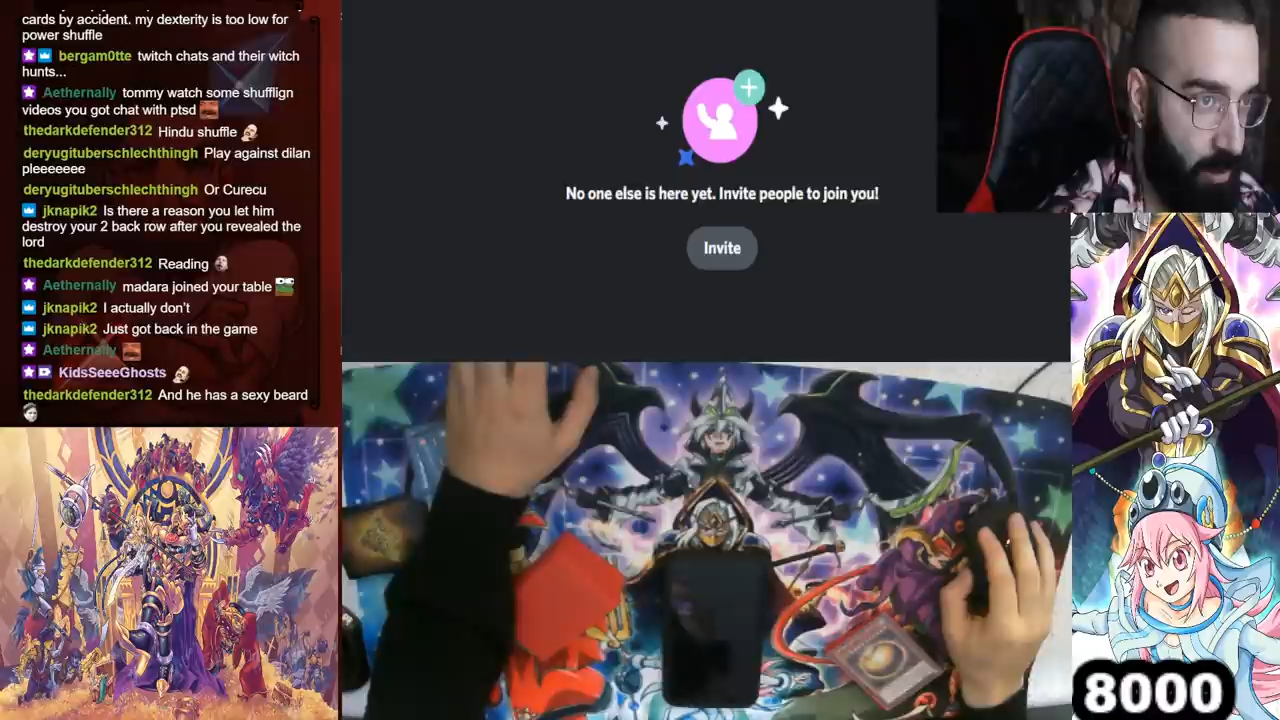 cards by accident. my dexterity is too low for
power shuffle
bergam0tte twitch chats and their witch
hunts...
Aethernally tommy watch some shufflign
videos you got chat with ptsd
thedarkdefender312 Hindu shuffle
deryugituberschlechthingh Play against dilan
pleeeeeee
deryugituberschlechthingh Or Curecu
jknapik2 Is there a reason you let him
destroy your 2 back row after you revealed the
lord
thedarkdefender312 Reading
Aethernally madara joined your table
jknapik2 I actually don't
jknapik2 Just got back in the game
Aethernally
KidsSeeeGhosts
thedarkdefender312 And he has a sexy beard
No one else is here yet. Invite people to join you!
Invite
8000